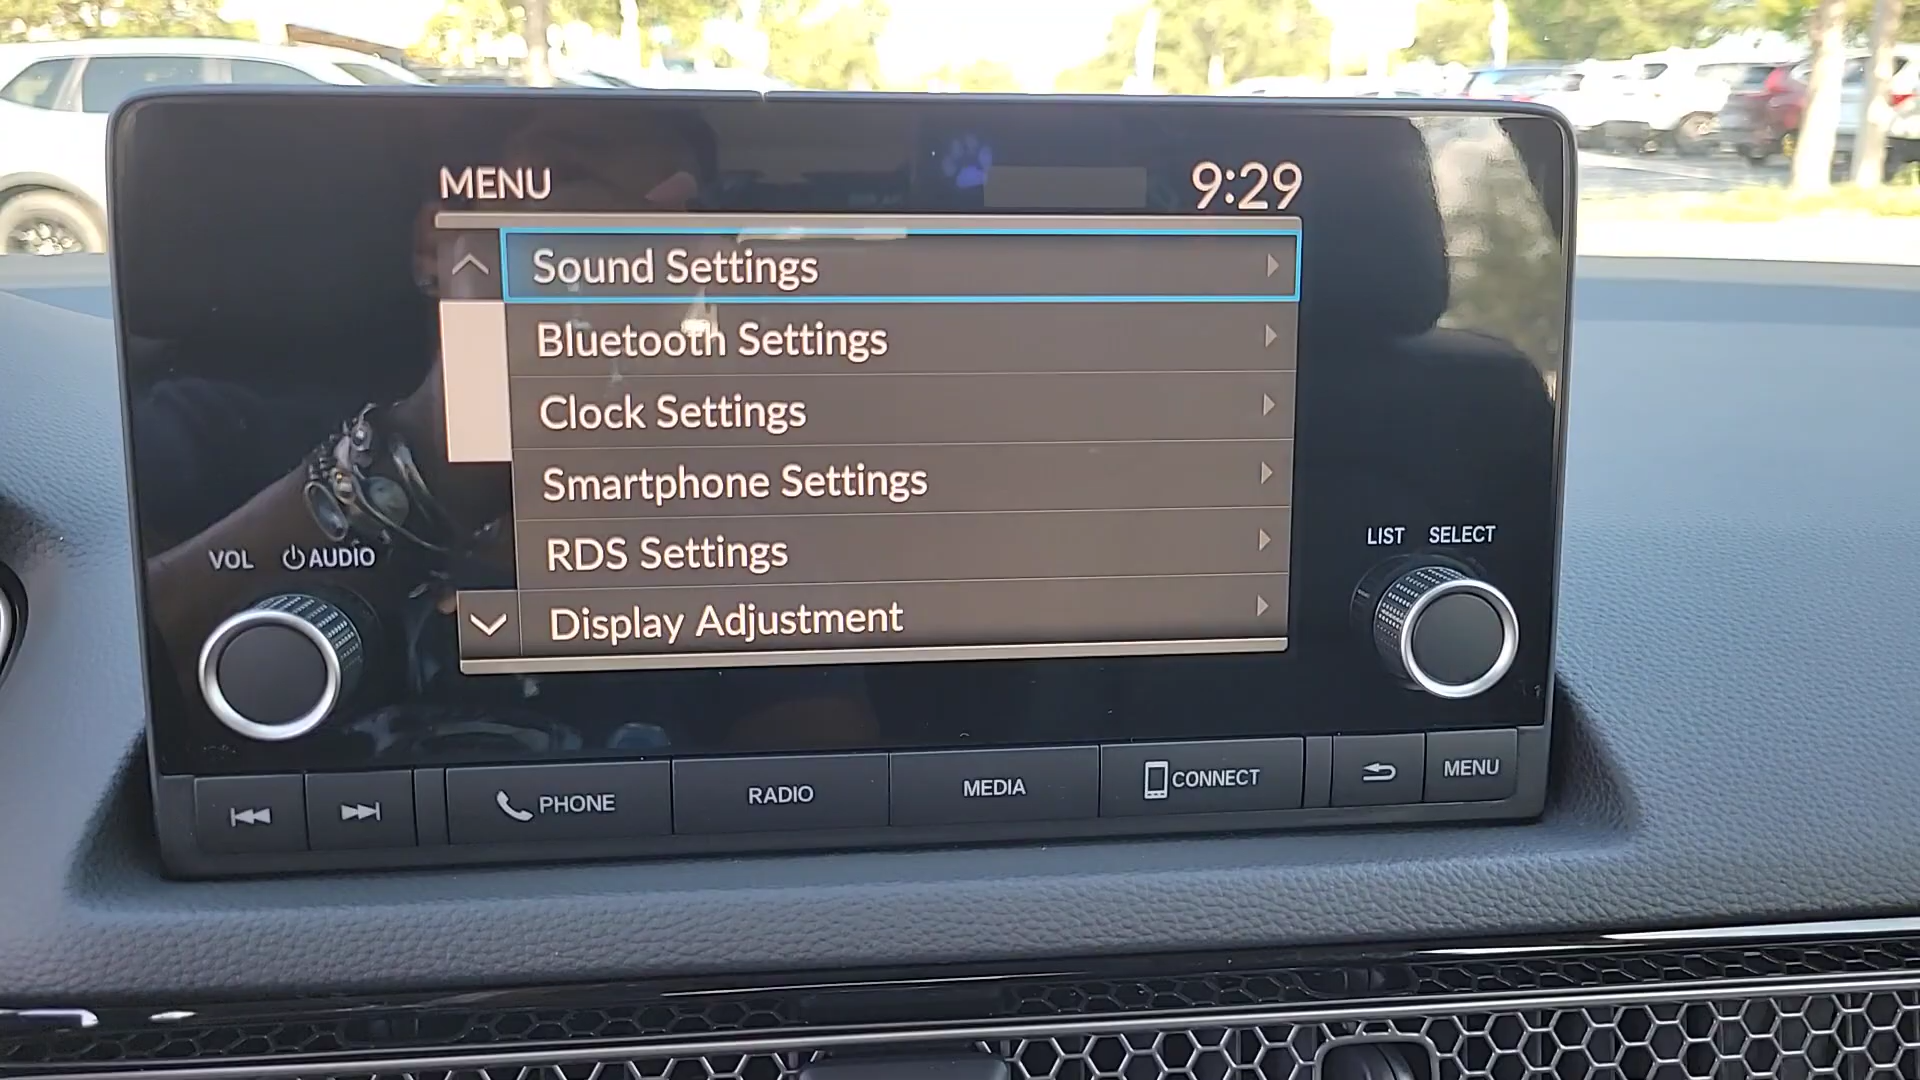 MENU 9:29
Sound Settings
Bluetooth Settings
Clock Settings
Smartphone Settings
RDS Settings
Display Adjustment
VOL AUDIO
LIST SELECT
PHONE RADIO MEDIA CONNECT MENU